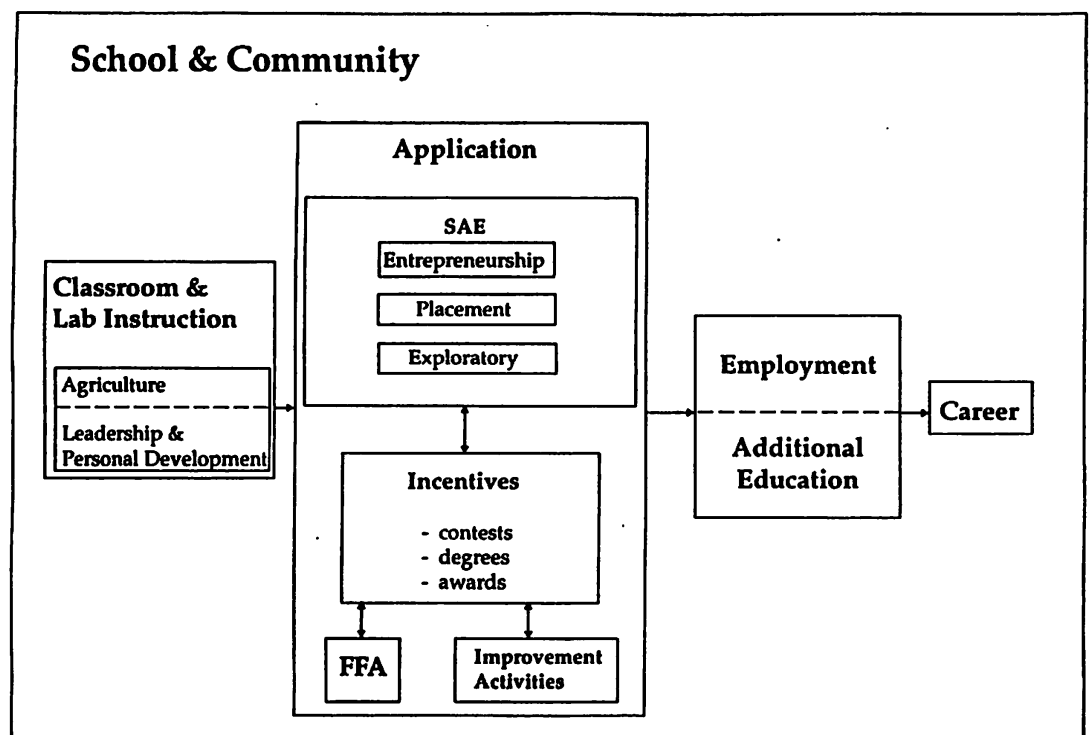 School & Community
Classroom &
Lab Instruction
Agriculture
Leadership &
Personal Development
Application
SAE
Entrepreneurship
Placement
Exploratory
Incentives
- contests
- degrees
- awards
FFA
Improvement
Activities
Employment
Additional
Education
Career